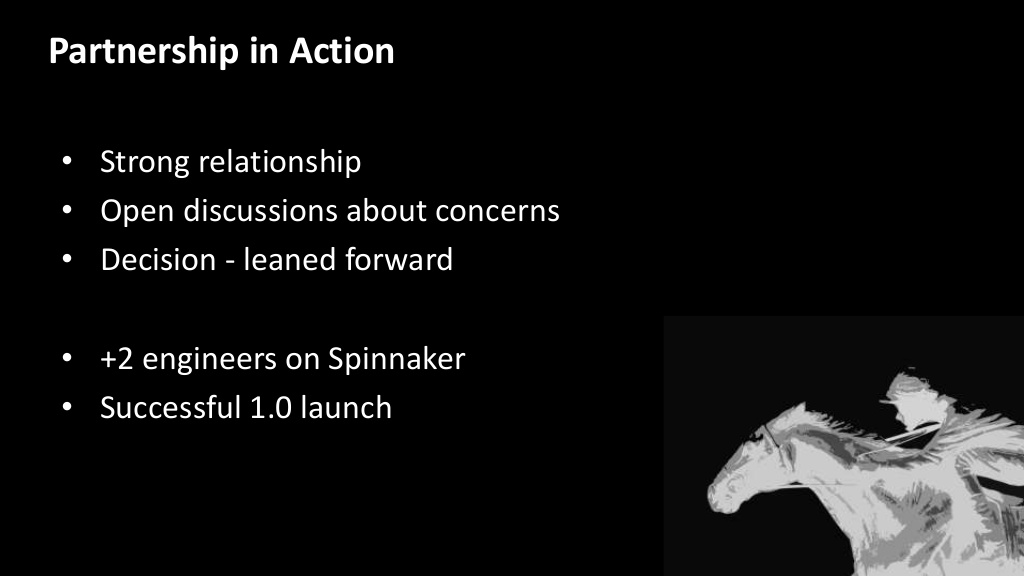 Partnership in Action
• Strong relationship
• Open discussions about concerns
• Decision - leaned forward
• +2 engineers on Spinnaker
• Successful 1.0 launch